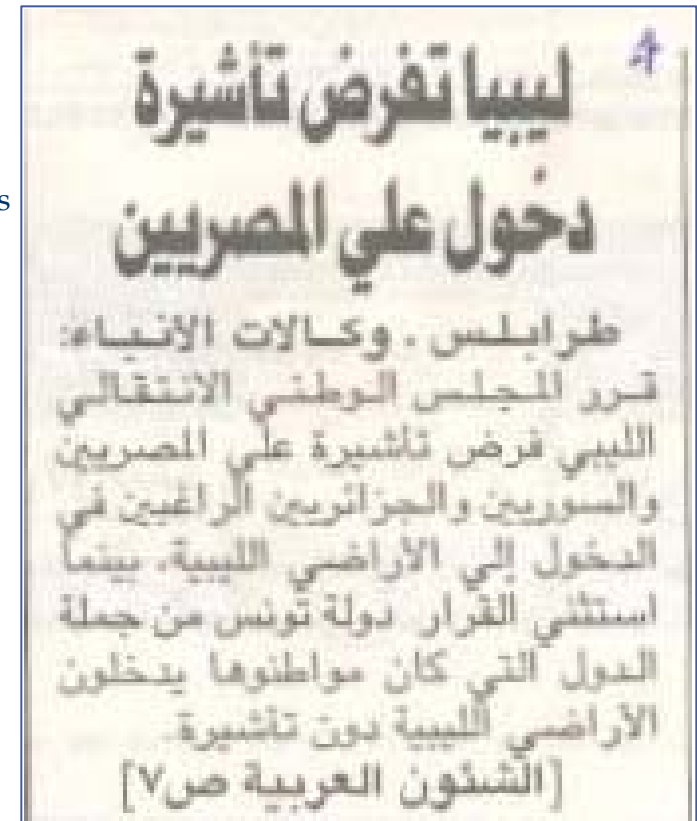 s
ليبيا تفرض تأشيرة
دخول علي المصريين
طرابلس . وكالات الأنباء:
قرر المجلس الوطني الانتقالي
الليبي فرض تأشيرة علي المصريين
والسوريين والجزائريين الراغبين في
الدخول إلي الأراضي الليبية، بينما
استثني القرار دولة تونس من جملة
الدول التي كان مواطنوها يدخلون
الأراضي الليبية دون تأشيرة.
[الشئون العربية ص٧]